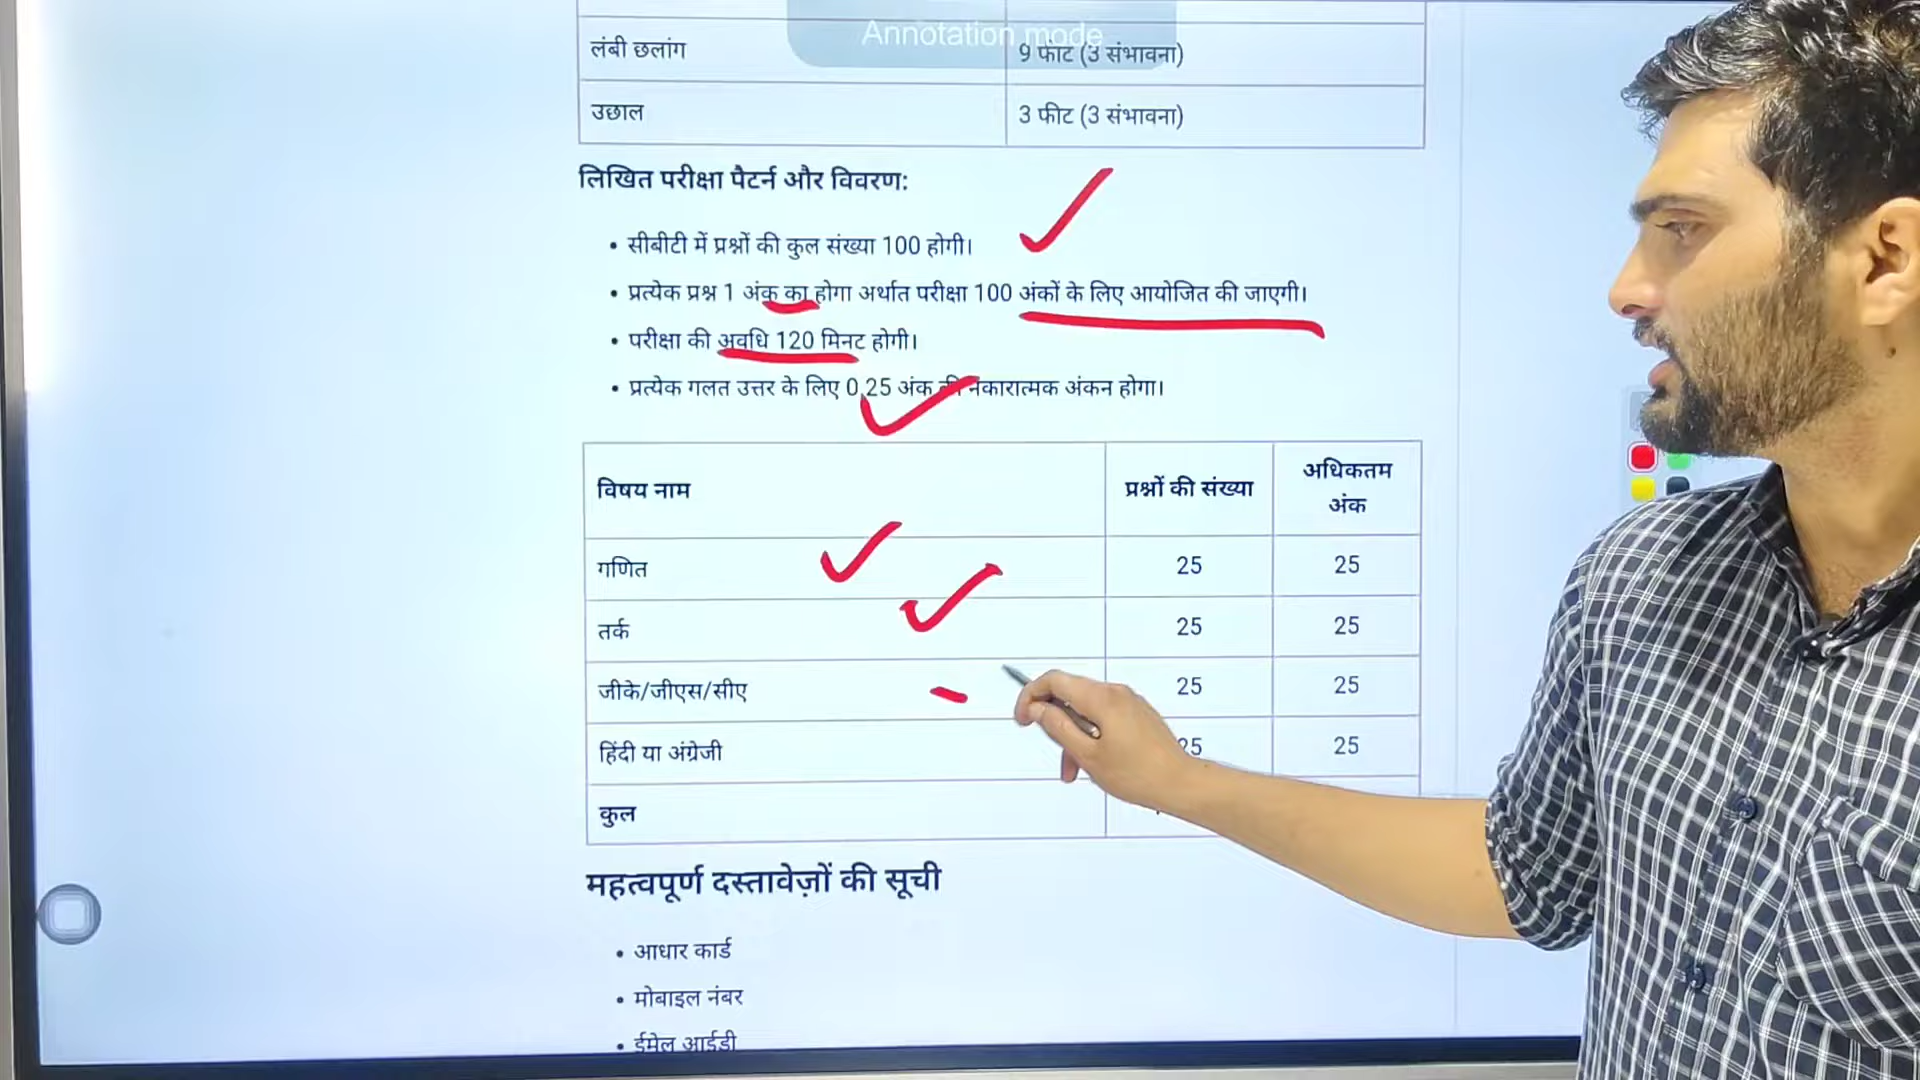 Annotation mode
लंबी छलांग 9 फीट (3 संभावना)
उछाल 3 फीट (3 संभावना)
लिखित परीक्षा पैटर्न और विवरण:
• सीबीटी में प्रश्नों की कुल संख्या 100 होगी।
• प्रत्येक प्रश्न 1 अंक का होगा अर्थात परीक्षा 100 अंकों के लिए आयोजित की जाएगी।
• परीक्षा की अवधि 120 मिनट होगी।
• प्रत्येक गलत उत्तर के लिए 0.25 अंक की नकारात्मक अंकन होगा।
विषय नाम प्रश्नों की संख्या अधिकतम अंक
गणित 25 25
तर्क 25 25
जीके/जीएस/सीए 25 25
हिंदी या अंग्रेजी 25 25
कुल
महत्वपूर्ण दस्तावेज़ों की सूची
• आधार कार्ड
• मोबाइल नंबर
• ईमेल आईडी